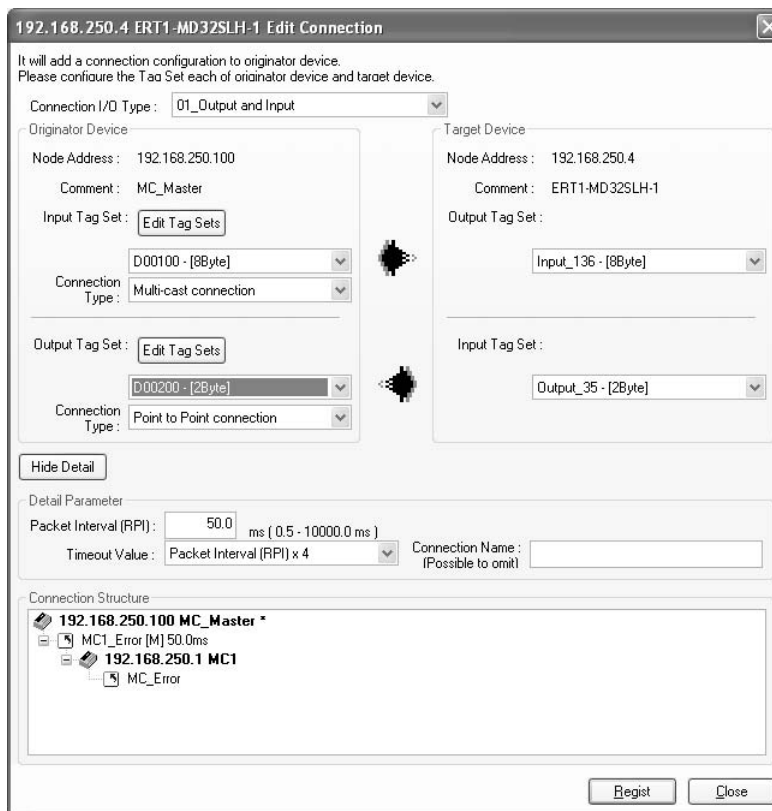 192.168.250.4 ERT1-MD32SLH-1 Edit Connection
It will add a connection configuration to originator device.
Please configure the Tag Set each of originator device and target device.
Connection I/O Type : 01_Output and Input
Originator Device
Node Address : 192.168.250.100
Comment : MC_Master
Input Tag Set : Edit Tag Sets
D00100 - [8Byte]
Connection Type : Multi-cast connection
Output Tag Set : Edit Tag Sets
D00200 - [2Byte]
Connection Type : Point to Point connection
Target Device
Node Address : 192.168.250.4
Comment : ERT1-MD32SLH-1
Output Tag Set :
Input_136 - [8Byte]
Input Tag Set :
Output_35 - [2Byte]
Hide Detail
Detail Parameter
Packet Interval (RPI) : 50.0 ms ( 0.5 - 10000.0 ms )
Timeout Value : Packet Interval (RPI) x 4
Connection Name :
(Possible to omit)
Connection Structure
192.168.250.100 MC_Master *
MC1_Error [M] 50.0ms
192.168.250.1 MC1
MC_Error
Regist Close